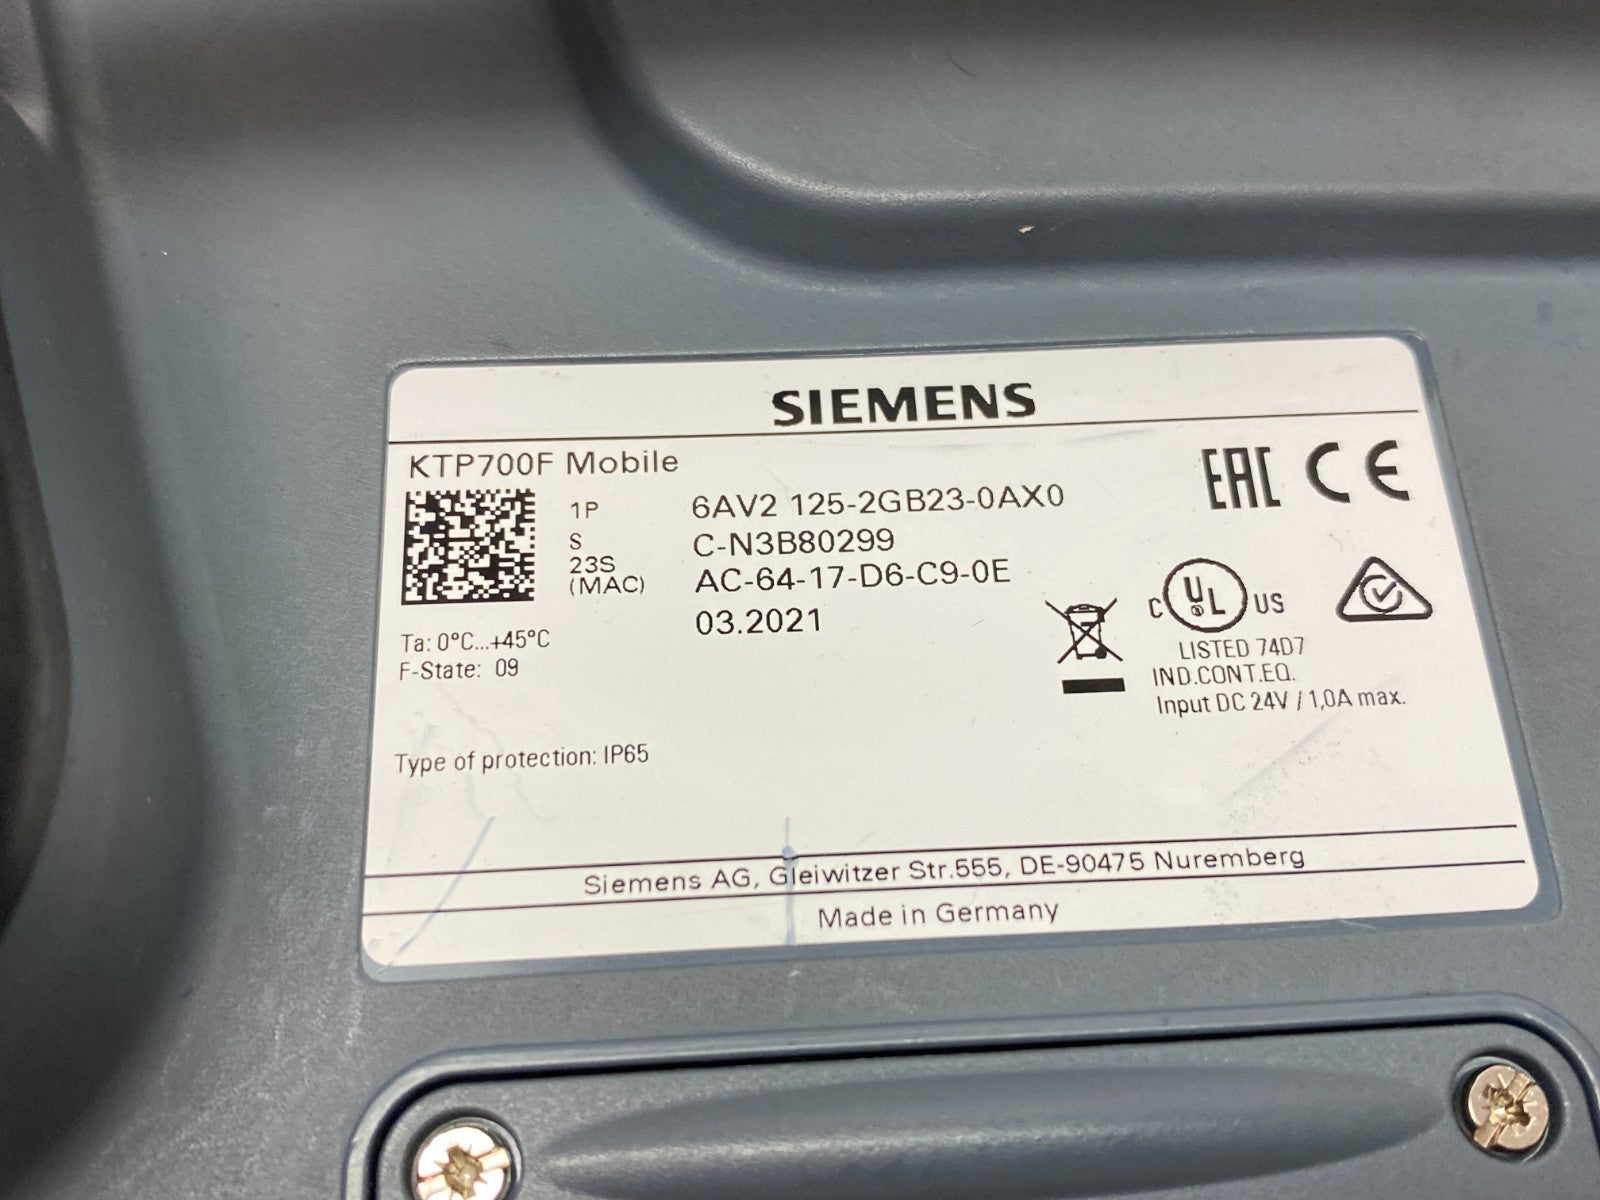 SIEMENS
KTP700F Mobile
1P 6AV2 125-2GB23-0AX0
S C-N3B80299
23S
(MAC) AC-64-17-D6-C9-0E
03.2021
EAC CE
C UL US
LISTED 74D7
IND.CONT.EQ.
Input DC 24V / 1,0A max.
Ta: 0°C...+45°C
F-State: 09
Type of protection: IP65
Siemens AG, Gleiwitzer Str.555, DE-90475 Nuremberg
Made in Germany